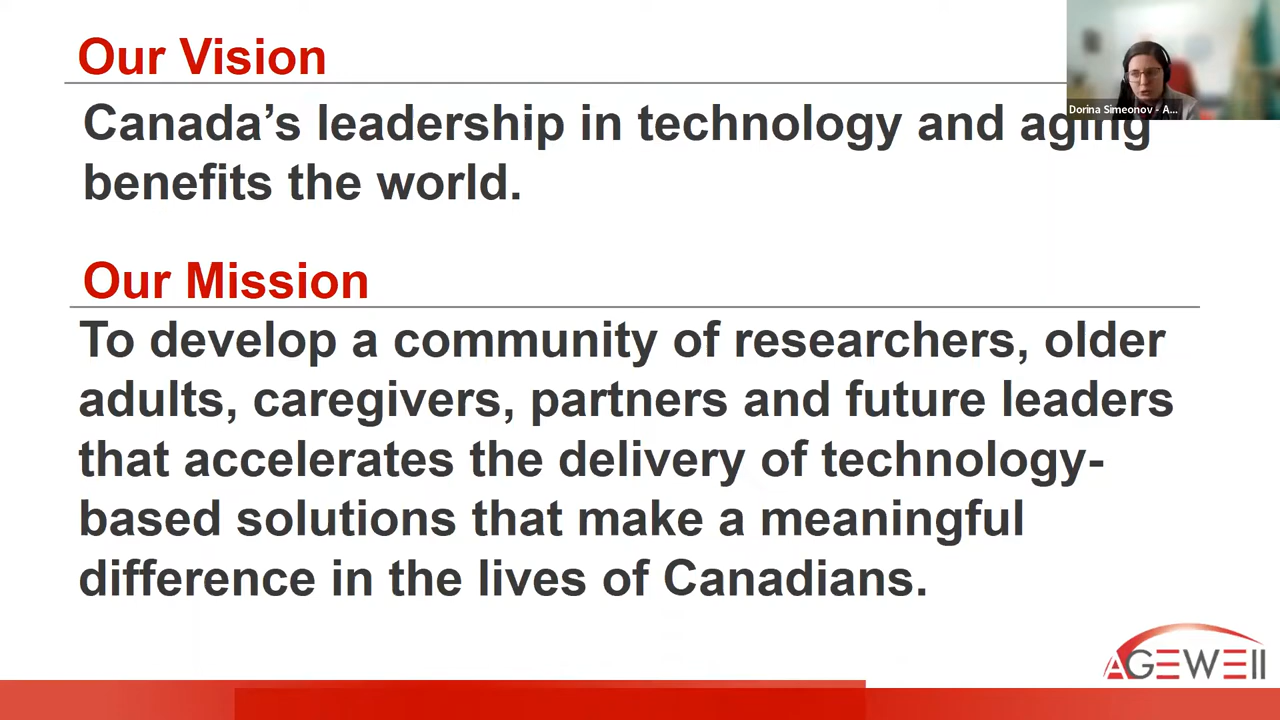 Our Vision
Dorina Simeonov - A...
Canada’s leadership in technology and aging
benefits the world.
Our Mission
To develop a community of researchers, older
adults, caregivers, partners and future leaders
that accelerates the delivery of technology-
based solutions that make a meaningful
difference in the lives of Canadians.
AGEWELL